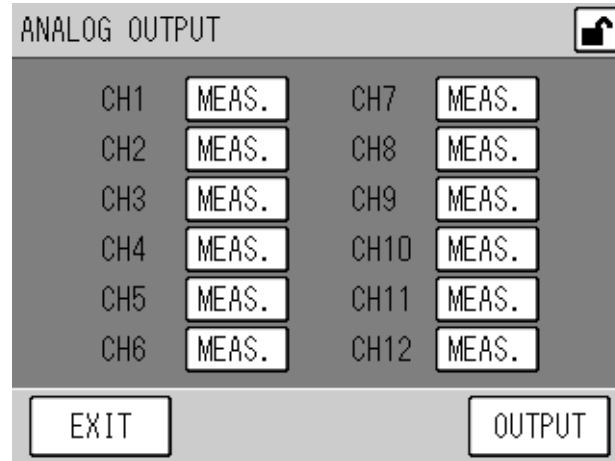 ANALOG OUTPUT
CH1 MEAS. CH7 MEAS.
CH2 MEAS. CH8 MEAS.
CH3 MEAS. CH9 MEAS.
CH4 MEAS. CH10 MEAS.
CH5 MEAS. CH11 MEAS.
CH6 MEAS. CH12 MEAS.
EXIT OUTPUT